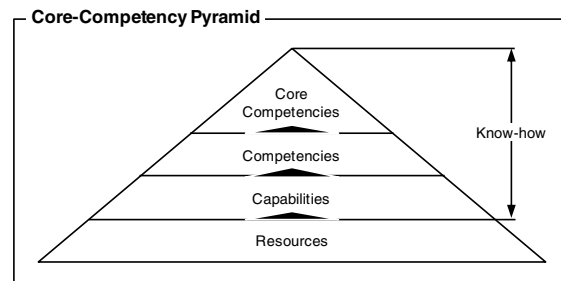 Core-Competency Pyramid
Core
Competencies
Know-how
Competencies
Capabilities
Resources